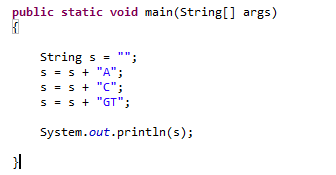 public static void main(String[] args)
{
String s = "";
s = s + "A";
s = s + "C";
s = s + "GT";
System.out.println(s);
}